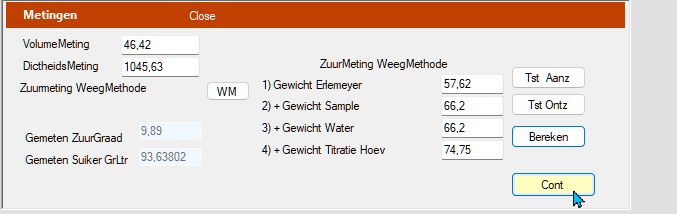 Metingen Close
VolumeMeting 46,42
DictheidsMeting 1045,63
Zuurmeting WeegMethode WM
Gemeten ZuurGraad 9,89
Gemeten Suiker GrLtr 93,63802
ZuurMeting WeegMethode
1) Gewicht Erlemeyer 57,62
2) + Gewicht Sample 66,2
3) + Gewicht Water 66,2
4) + Gewicht Titratie Hoev 74,75
Tst Aanz
Tst Ontz
Bereken
Cont